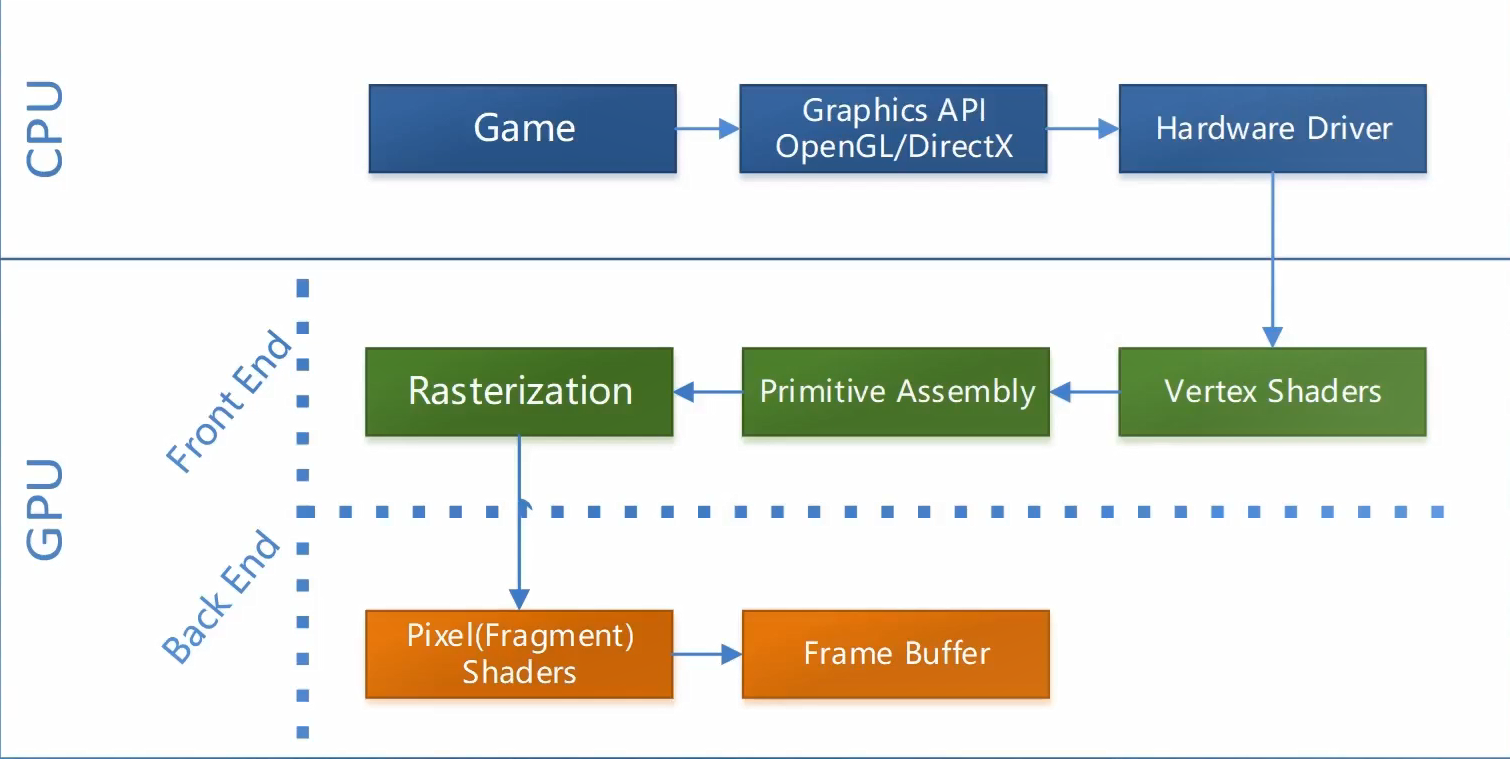 CPU
Game
Graphics API
OpenGL/DirectX
Hardware Driver
GPU
Front End
Rasterization
Primitive Assembly
Vertex Shaders
Back End
Pixel(Fragment)
Shaders
Frame Buffer